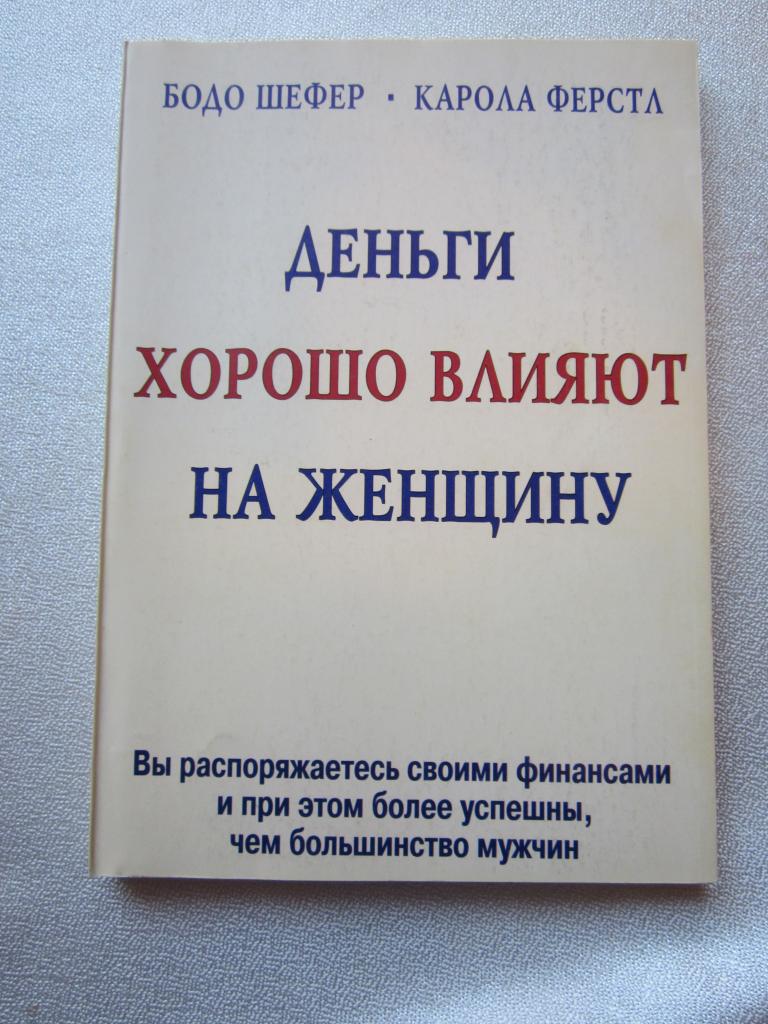 БОДО ШЕФЕР · КАРОЛА ФЕРСТЛ
ДЕНЬГИ
ХОРОШО ВЛИЯЮТ
НА ЖЕНЩИНУ
Вы распоряжаетесь своими финансами
и при этом более успешны,
чем большинство мужчин